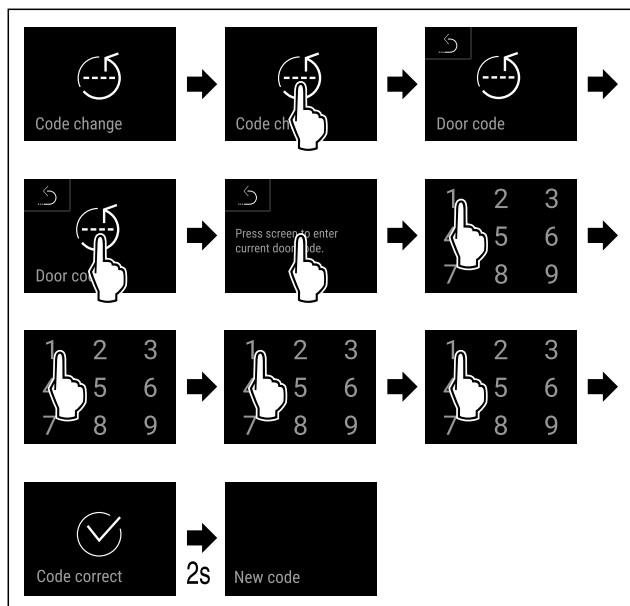 Code change
Code ch
Door code
Door co
Press screen to enter
current door code.
1 2 3
4 5 6
7 8 9
1 2 3
4 5 6
7 8 9
1 2 3
4 5 6
7 8 9
1 2 3
4 5 6
7 8 9
Code correct
2s
New code